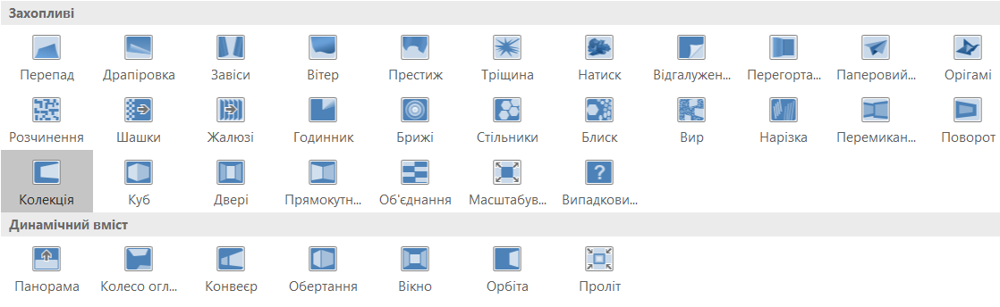 Захопливі
Перепад Драпіровка Завіси Вітер Престиж Тріщина Натиск Відгалужен... Перегорта... Паперовий... Орігамі
Розчинення Шашки Жалюзі Годинник Брижі Стільники Блиск Вир Нарізка Перемикан... Поворот
Колекція Куб Двері Прямокутн... Об'єднання Масштабув... Випадкови...
?
Динамічний вміст
Панорама Колесо огл... Конвеєр Обертання Вікно Орбіта Проліт